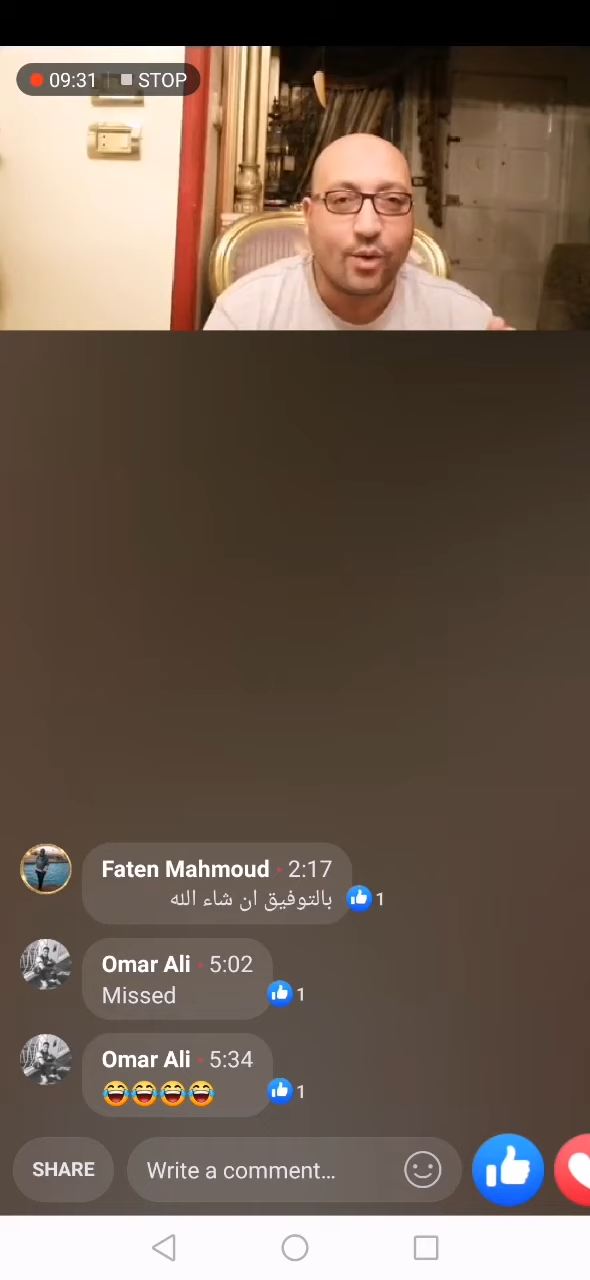 09:31 STOP
Faten Mahmoud • 2:17
بالتوفيق ان شاء الله
1
Omar Ali • 5:02
Missed
1
Omar Ali • 5:34
😂😂😂😂
1
SHARE
Write a comment...